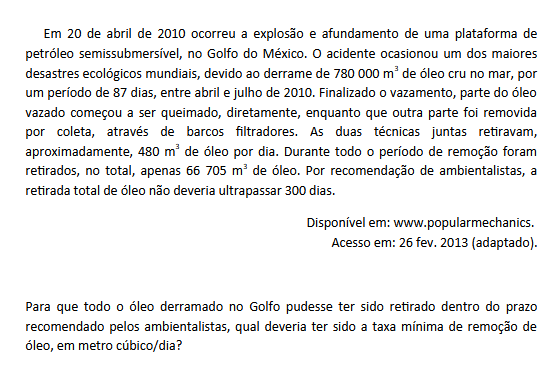 Em 20 de abril de 2010 ocorreu a explosão e afundamento de uma plataforma de
petróleo semissubmersível, no Golfo do México. O acidente ocasionou um dos maiores
desastres ecológicos mundiais, devido ao derrame de 780 000 m³ de óleo cru no mar, por
um período de 87 dias, entre abril e julho de 2010. Finalizado o vazamento, parte do óleo
vazado começou a ser queimado, diretamente, enquanto que outra parte foi removida
por coleta, através de barcos filtradores. As duas técnicas juntas retiravam,
aproximadamente, 480 m³ de óleo por dia. Durante todo o período de remoção foram
retirados, no total, apenas 66 705 m³ de óleo. Por recomendação de ambientalistas, a
retirada total de óleo não deveria ultrapassar 300 dias.
Disponível em: www.popularmechanics.
Acesso em: 26 fev. 2013 (adaptado).
Para que todo o óleo derramado no Golfo pudesse ter sido retirado dentro do prazo
recomendado pelos ambientalistas, qual deveria ter sido a taxa mínima de remoção de
óleo, em metro cúbico/dia?